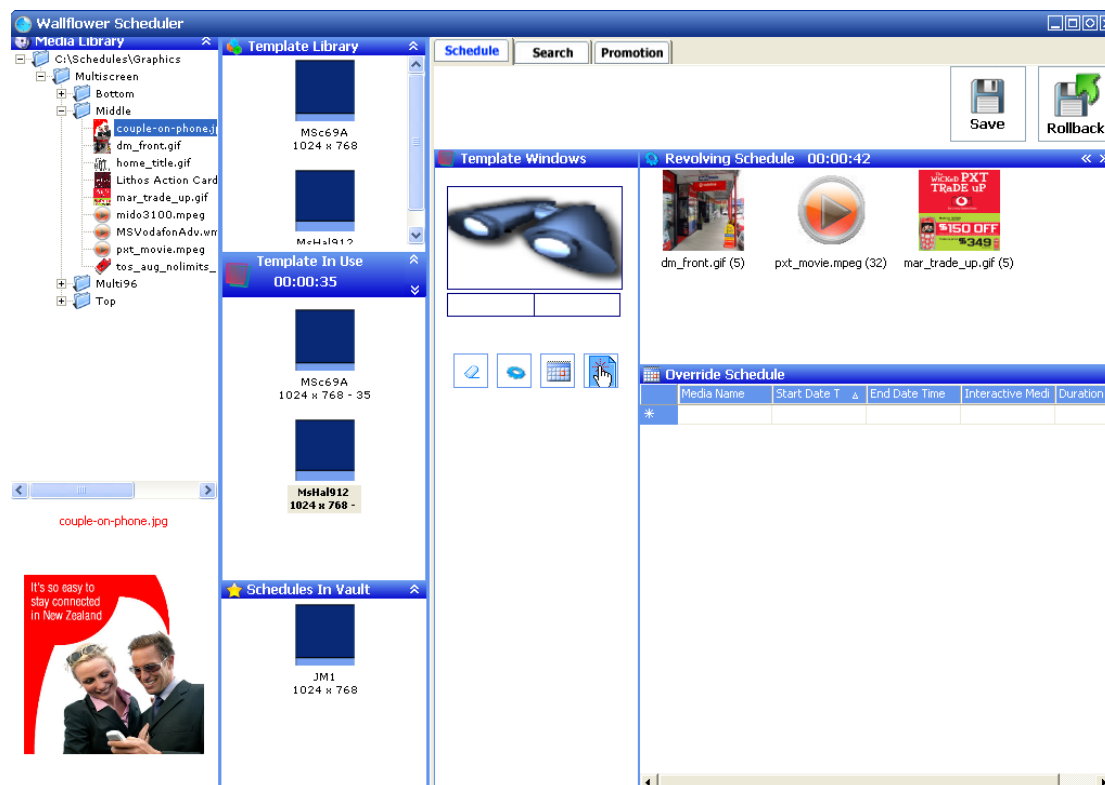 Wallflower Scheduler
Media Library
C:\Schedules\Graphics
Multiscreen
Bottom
Middle
couple-on-phone.j
dm_front.gif
home_title.gif
Lithos Action Card
mar_trade_up.gif
mido3100.mpeg
MSVodafonAdv.wm
pxt_movie.mpeg
tos_aug_nolimits_
Multi96
Top
couple-on-phone.jpg
It's so easy to
stay connected
in New Zealand
Template Library
MSc69A
1024 x 768
MsHal912
Template In Use
00:00:35
MSc69A
1024 x 768 - 35
MsHal912
1024 x 768 -
Schedules In Vault
JM1
1024 x 768
Schedule
Search
Promotion
Save
Rollback
Template Windows
Revolving Schedule 00:00:42
WiCKeD PXT
TRaDE uP
$150 OFF
$349
dm_front.gif (5)
pxt_movie.mpeg (32)
mar_trade_up.gif (5)
Override Schedule
Media Name
Start Date T
End Date Time
Interactive Medi
Duration